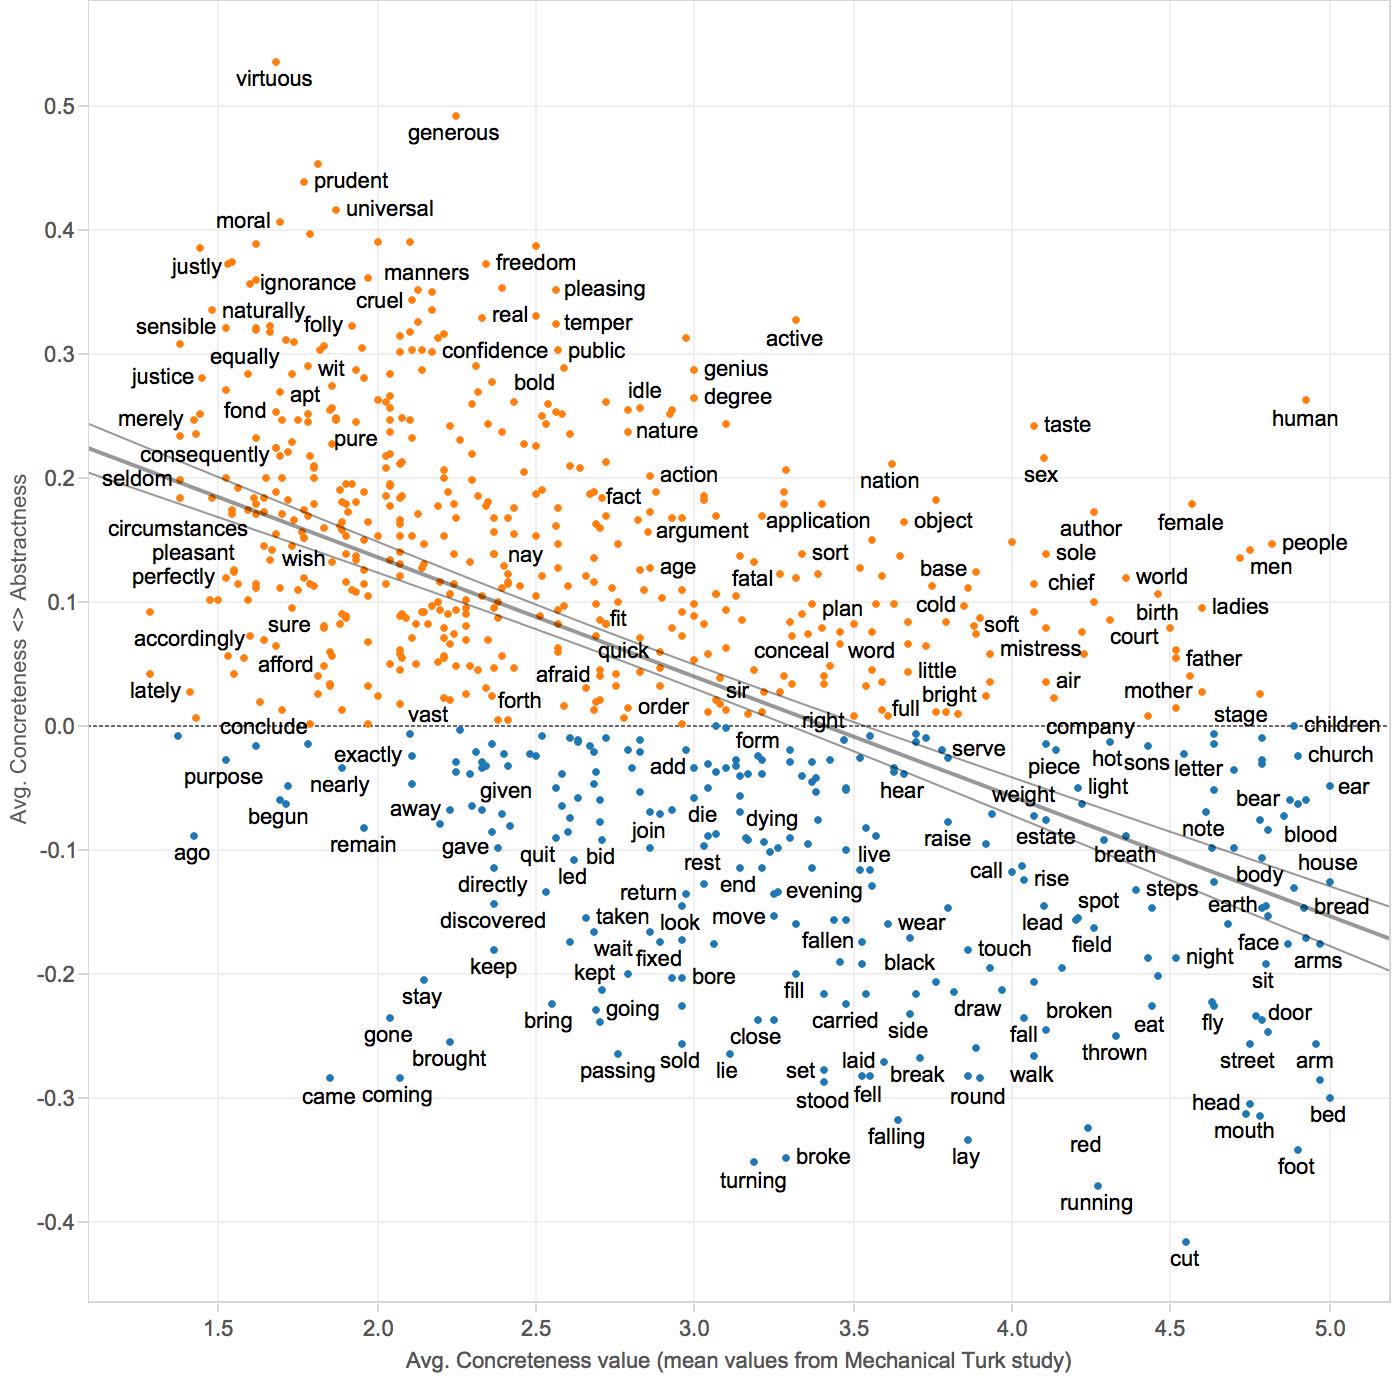 virtuous
generous
0.5
prudent
universal
moral
0.4
justly
manners
freedom
ignorance
cruel
pleasing
naturally
real
sensible
folly
temper
active
0.3
equally
confidence
public
justice
wit
bold
idle
genius
apt
degree
merely
fond
nature
taste
human
pure
consequently
seldom
0.2
action
nation
sex
fact
circumstances
argument
application
object
author
female
pleasant
wish
nay
sort
sole
people
perfectly
age
fatal
base
chief
world
men
0.1
sure
fit
plan
cold
birth
ladies
accordingly
quick
conceal
word
soft
mistress
court
father
afford
afraid
little
air
lately
forth
order
sir
full
bright
mother
0.0
conclude
vast
right
company
stage
children
exactly
form
serve
church
purpose
nearly
given
add
hear
piece
hot
sons
letter
ear
begun
away
join
die
dying
weight
light
bear
ago
remain
gave
quit
bid
raise
estate
note
blood
-0.1
led
rest
live
breath
house
directly
return
end
evening
call
rise
steps
body
discovered
taken
look
move
wear
lead
spot
earth
bread
keep
wait
fixed
fallen
touch
field
face
-0.2
kept
bore
black
night
sit
arms
stay
bring
going
fill
draw
broken
gone
close
carried
side
fall
eat
fly
door
brought
passing
sold
lie
laid
break
walk
thrown
street
arm
came
coming
set
stood
fell
round
-0.3
falling
head
mouth
bed
turning
broke
lay
red
foot
running
-0.4
cut
1.5 2.0 2.5 3.0 3.5 4.0 4.5 5.0
Avg. Concreteness value (mean values from Mechanical Turk study)
Avg. Concreteness <> Abstractness